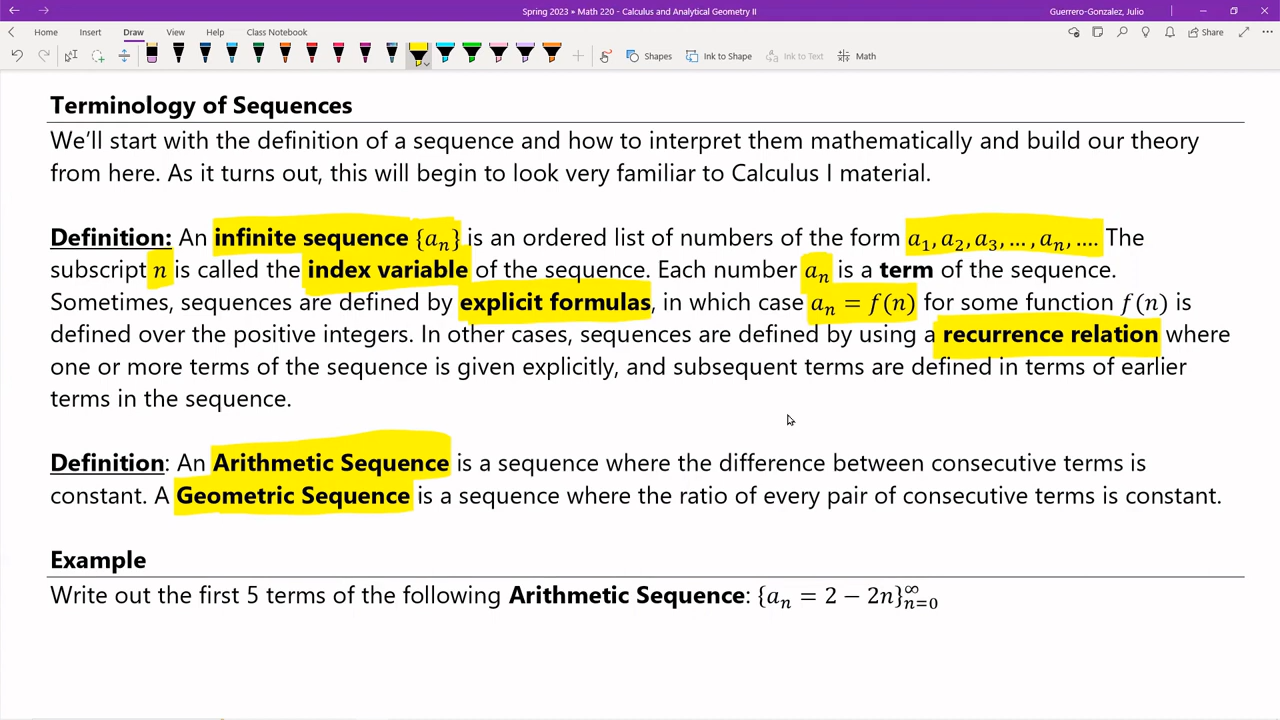 Spring 2023 » Math 220 - Calculus and Analytical Geometry II
Guerrero-Gonzalez, Julio
Home Insert Draw View Help Class Notebook
Share
Shapes Ink to Shape Ink to Text Math
Terminology of Sequences
We’ll start with the definition of a sequence and how to interpret them mathematically and build our theory
from here. As it turns out, this will begin to look very familiar to Calculus I material.
Definition: An infinite sequence {aₙ} is an ordered list of numbers of the form a₁, a₂, a₃, … , aₙ, …. The
subscript n is called the index variable of the sequence. Each number aₙ is a term of the sequence.
Sometimes, sequences are defined by explicit formulas, in which case aₙ = f(n) for some function f(n) is
defined over the positive integers. In other cases, sequences are defined by using a recurrence relation where
one or more terms of the sequence is given explicitly, and subsequent terms are defined in terms of earlier
terms in the sequence.
Definition: An Arithmetic Sequence is a sequence where the difference between consecutive terms is
constant. A Geometric Sequence is a sequence where the ratio of every pair of consecutive terms is constant.
Example
Write out the first 5 terms of the following Arithmetic Sequence: {aₙ = 2 − 2n}∞ₙ₌₀